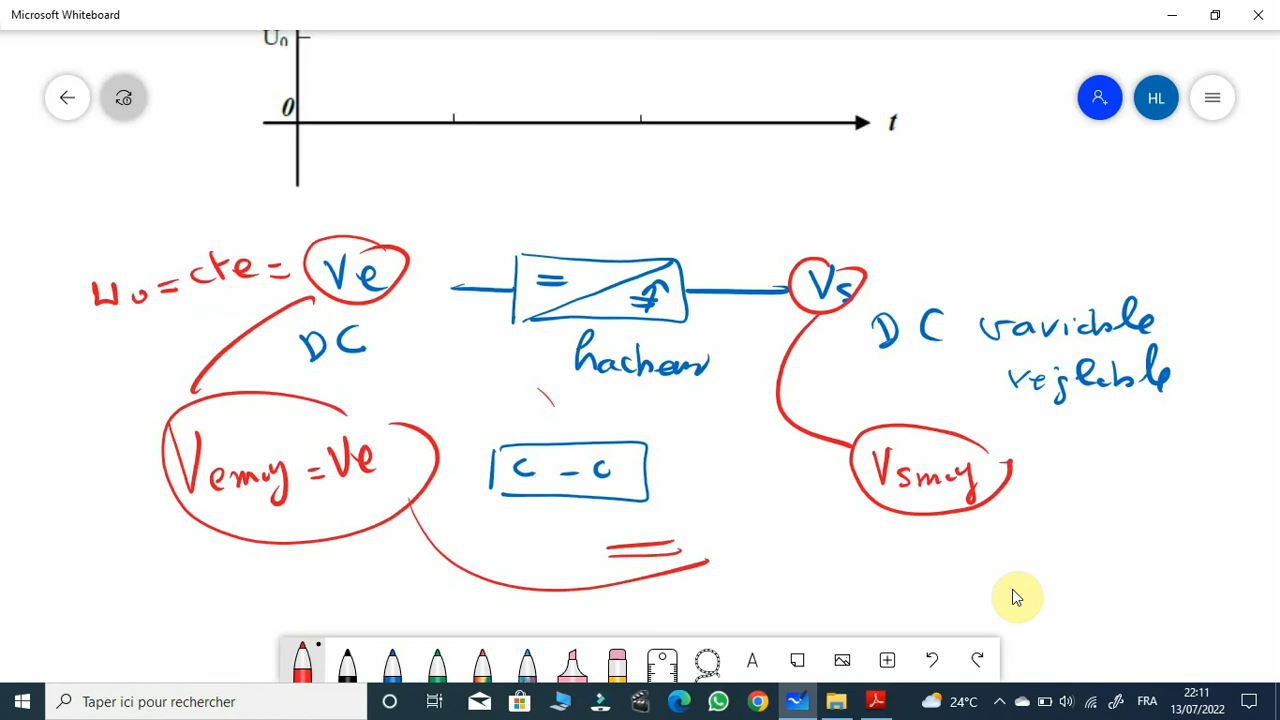 Microsoft Whiteboard
U₀
0
t
HL
u₀ = cte = Ve
DC
=
hacheur
Vs
DC variable
réglable
Vemoy = Ve
C - C
Vsmoy
A
Taper ici pour rechercher
24°C
FRA
22:11
13/07/2022